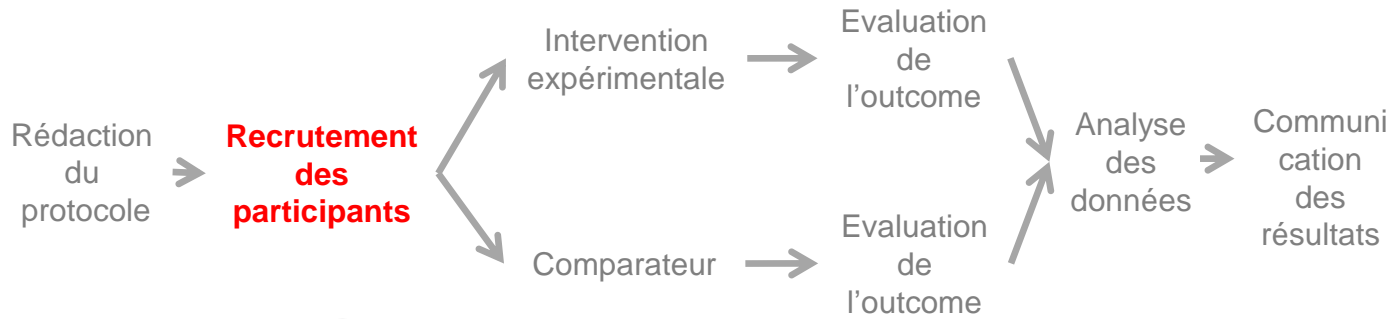 Rédaction
du
protocole
Recrutement
des
participants
Intervention
expérimentale
Evaluation
de
l’outcome
Comparateur
Evaluation
de
l’outcome
Analyse
des
données
Communi
cation
des
résultats